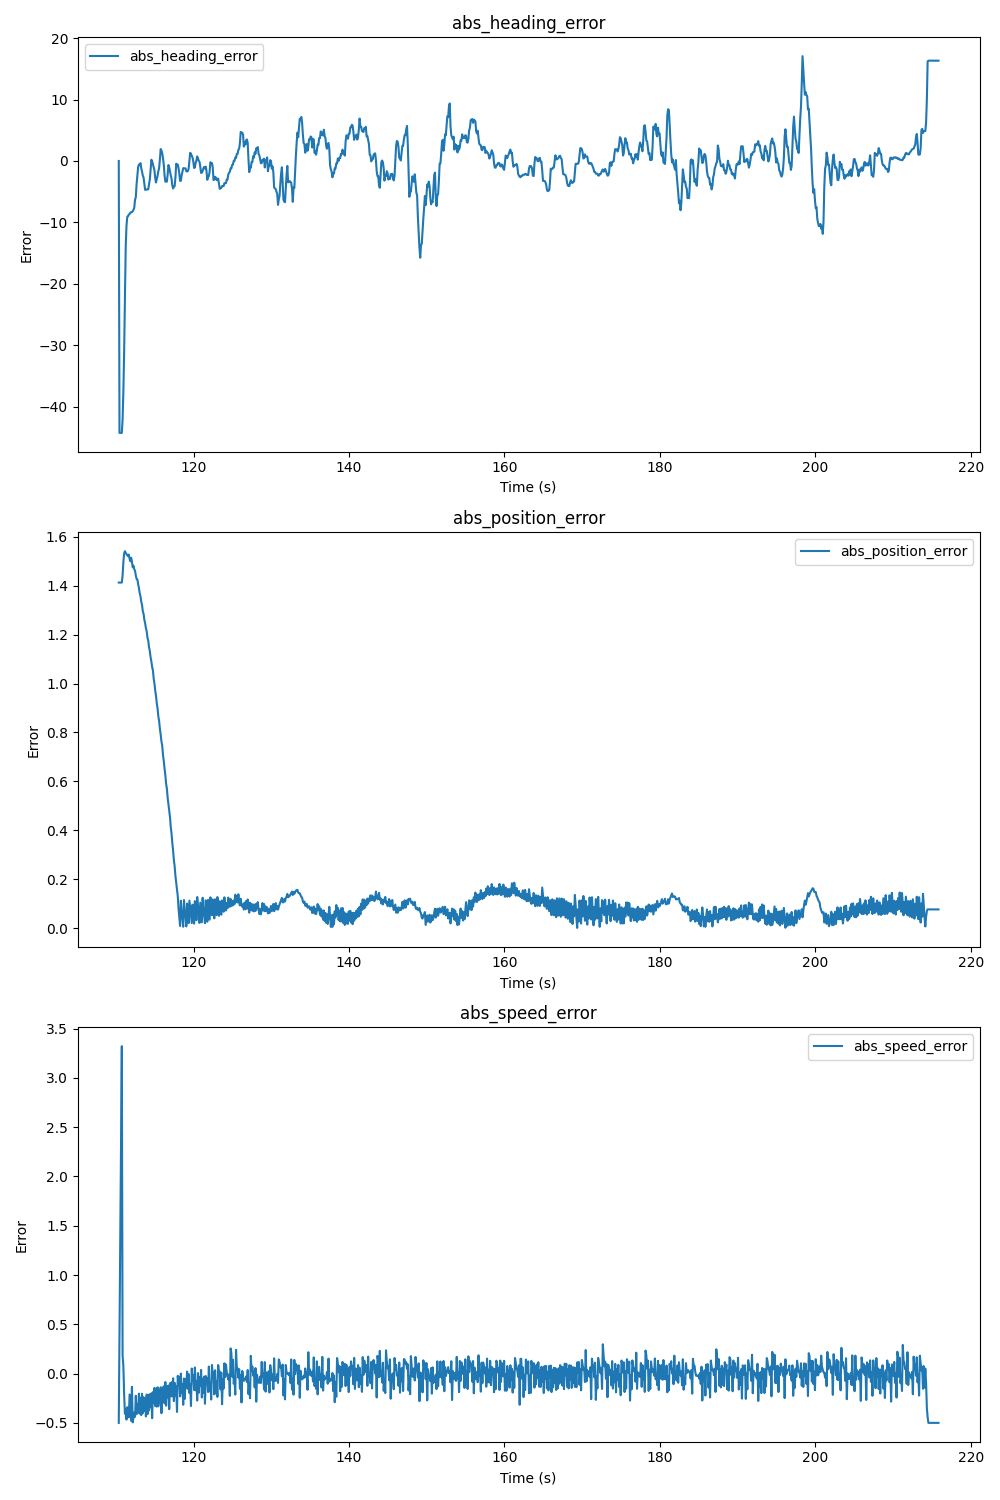 abs_heading_error
abs_heading_error
20
10
0
−10
−20
−30
−40
Error
120 140 160 180 200 220
Time (s)
abs_position_error
abs_position_error
1.6
1.4
1.2
1.0
0.8
0.6
0.4
0.2
0.0
Error
120 140 160 180 200 220
Time (s)
abs_speed_error
abs_speed_error
3.5
3.0
2.5
2.0
1.5
1.0
0.5
0.0
−0.5
Error
120 140 160 180 200 220
Time (s)